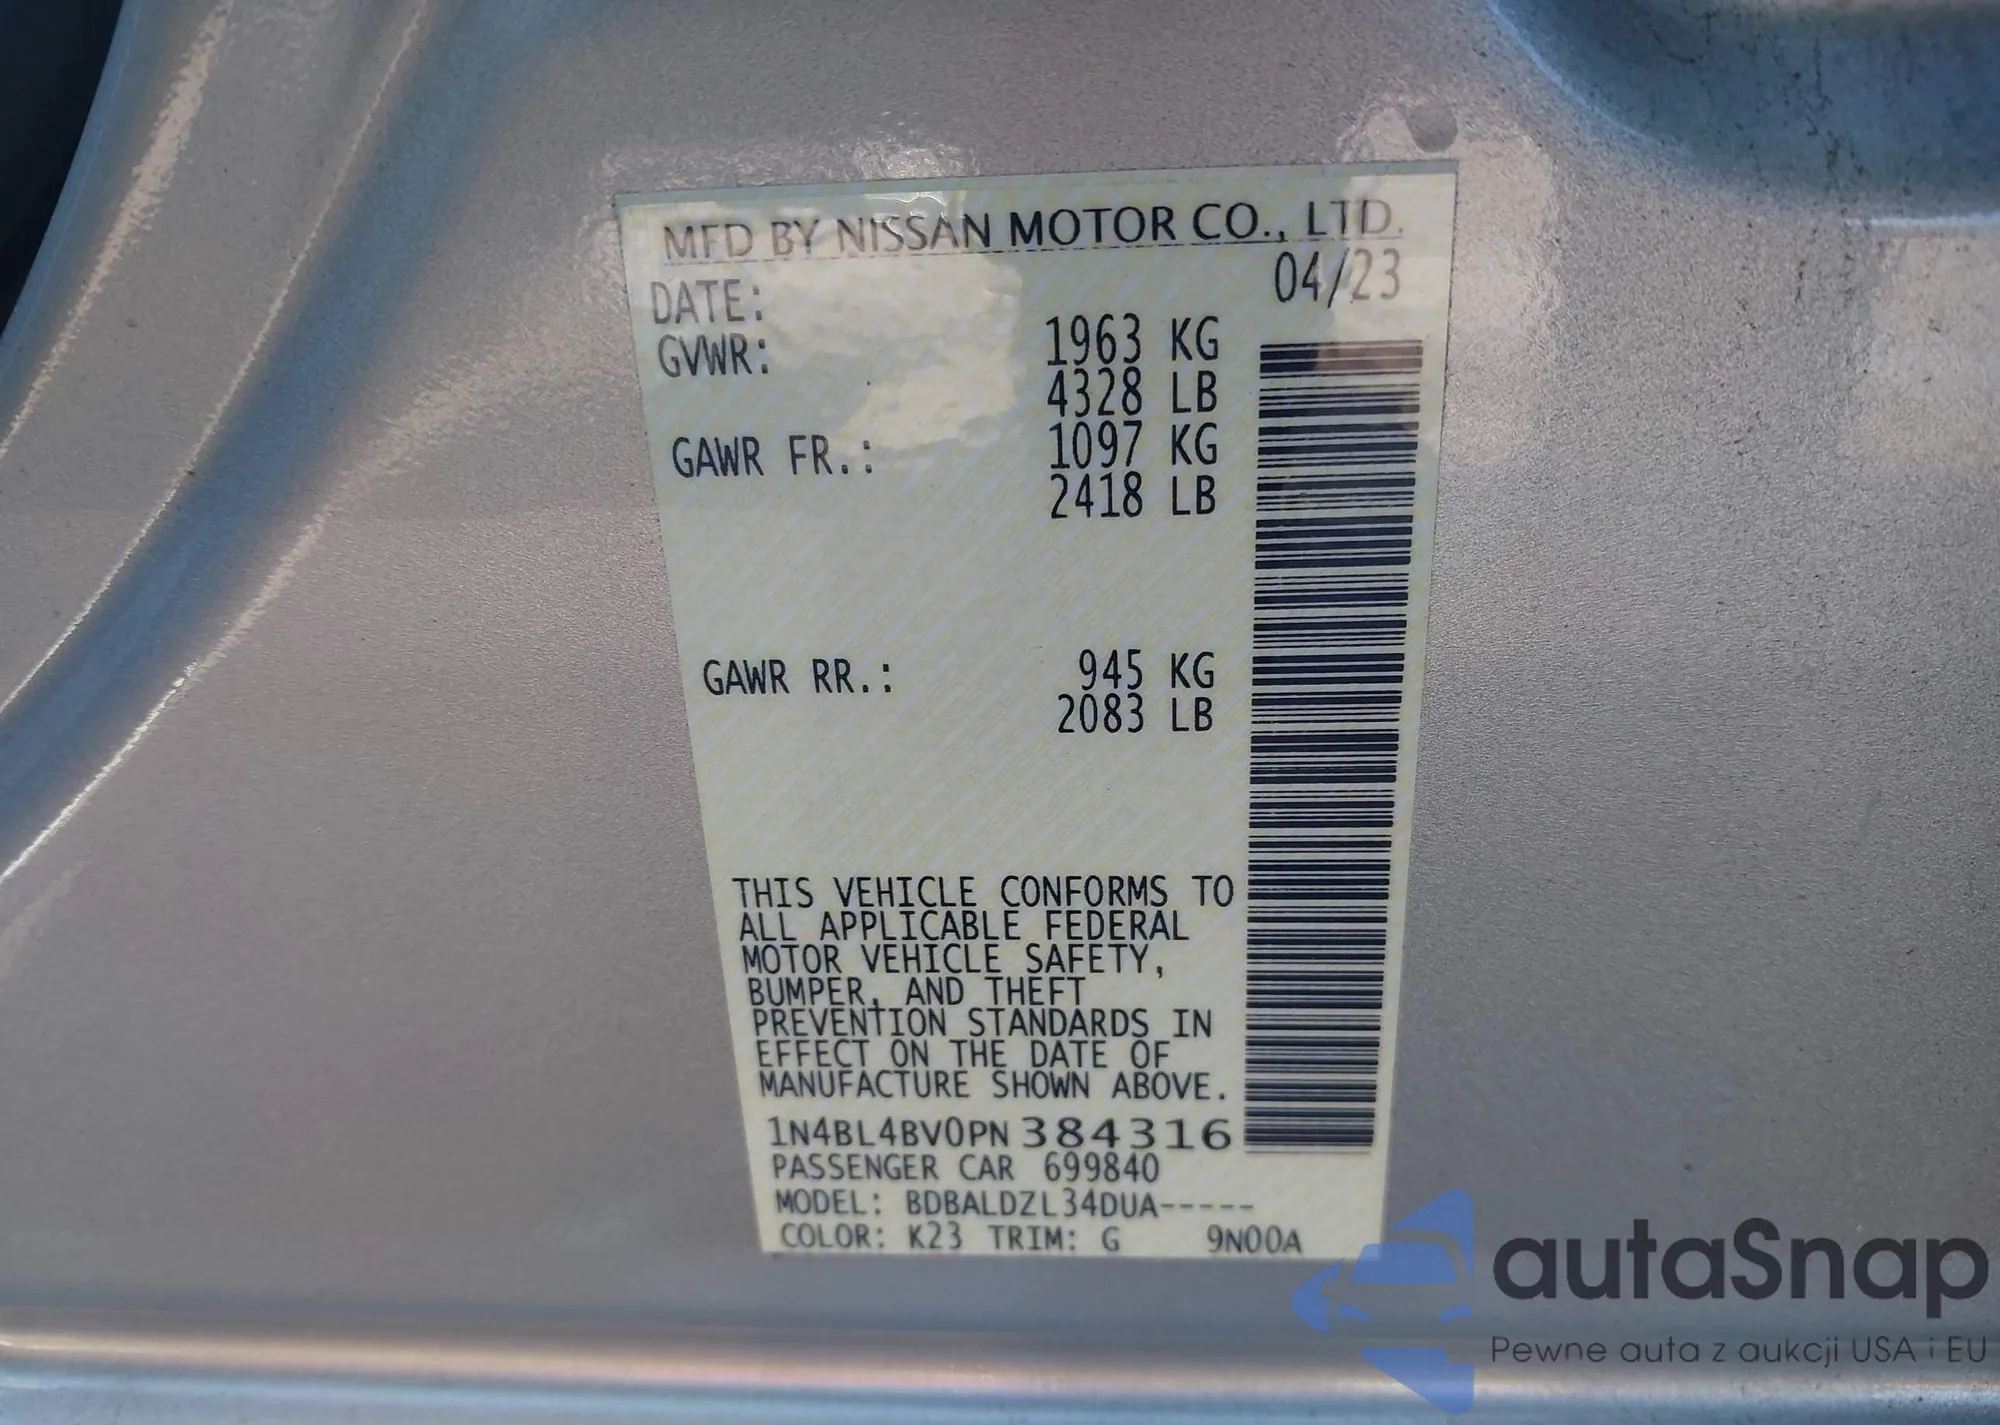 MFD BY NISSAN MOTOR CO., LTD.
DATE: 04/23
GVWR: 1963 KG
4328 LB
GAWR FR.: 1097 KG
2418 LB
GAWR RR.: 945 KG
2083 LB
THIS VEHICLE CONFORMS TO
ALL APPLICABLE FEDERAL
MOTOR VEHICLE SAFETY,
BUMPER, AND THEFT
PREVENTION STANDARDS IN
EFFECT ON THE DATE OF
MANUFACTURE SHOWN ABOVE.
1N4BL4BV0PN384316
PASSENGER CAR 699840
MODEL: BDBALDZL34DUA-----
COLOR: K23 TRIM: G 9N00A
autaSnap
Pewne auta z aukcji USA i EU